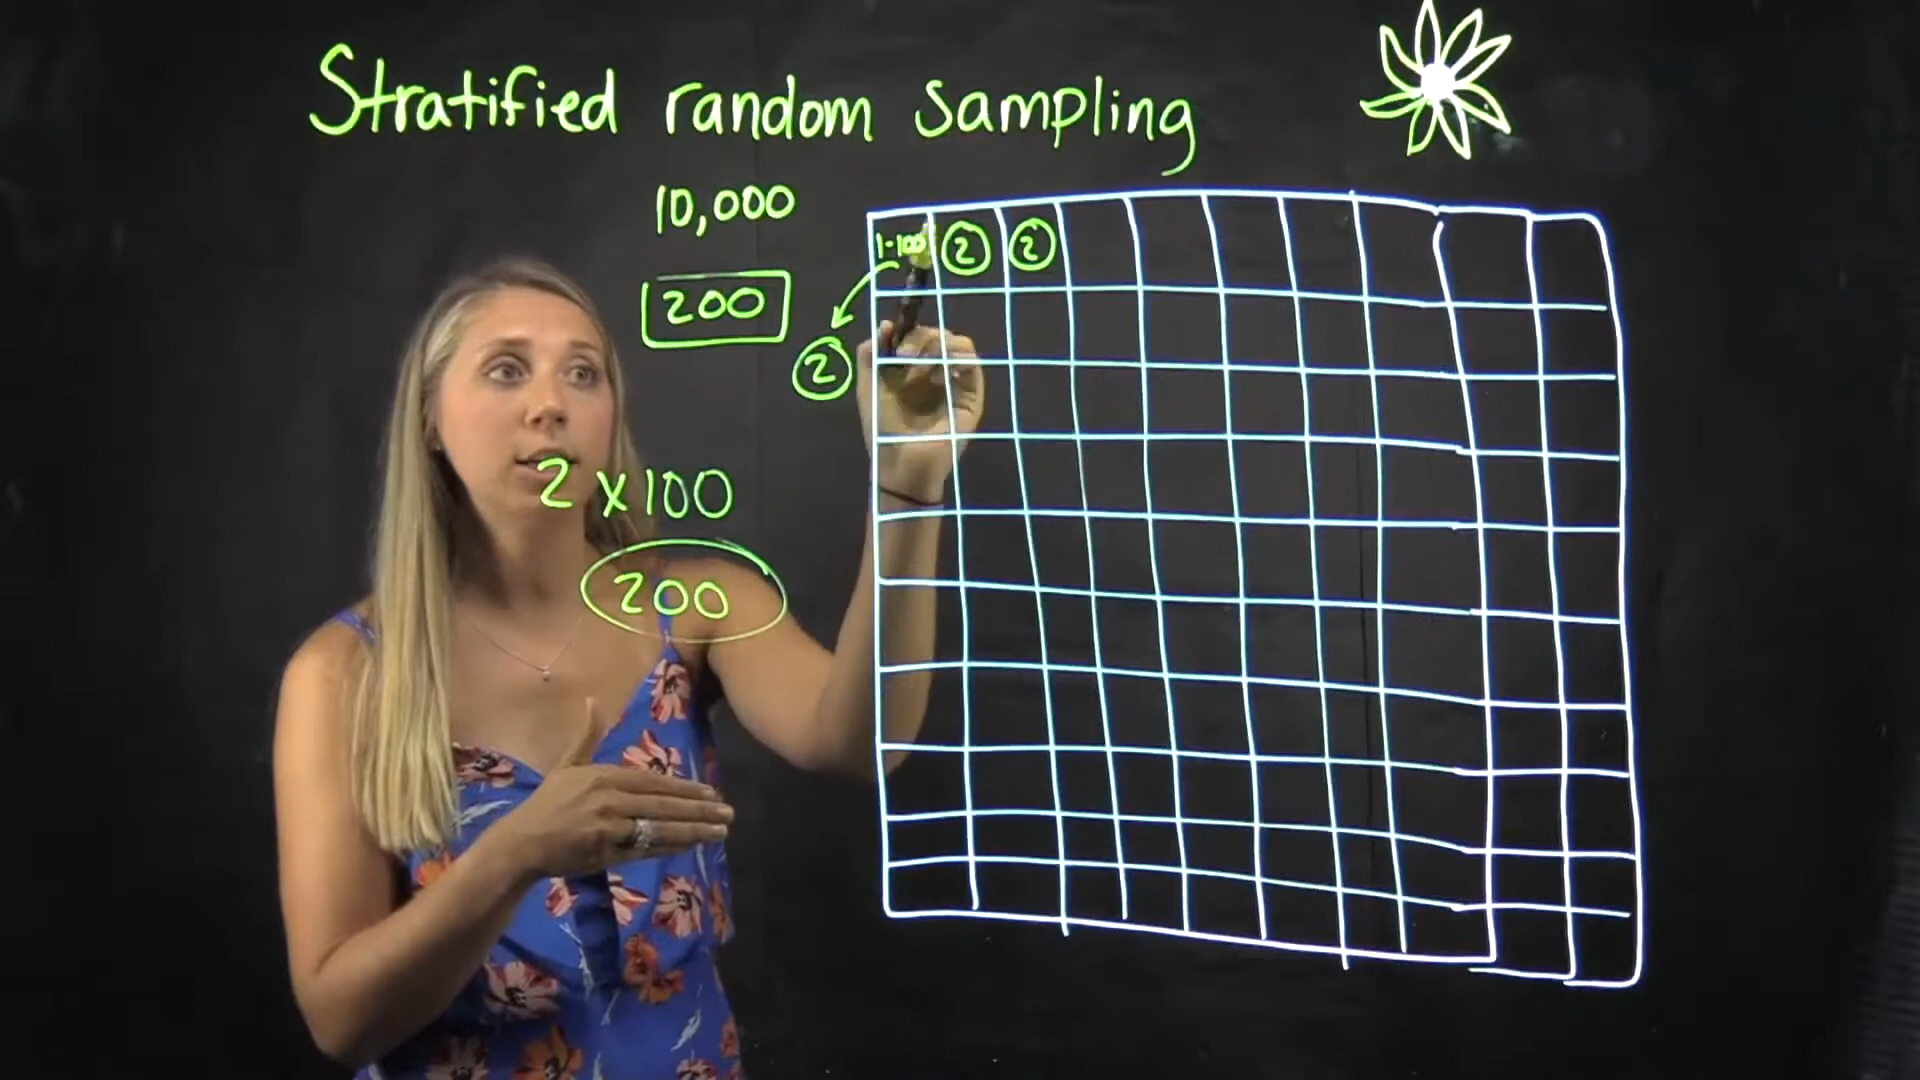 Stratified random sampling
10,000
200
1-100 2 2
2
2 x 100
200